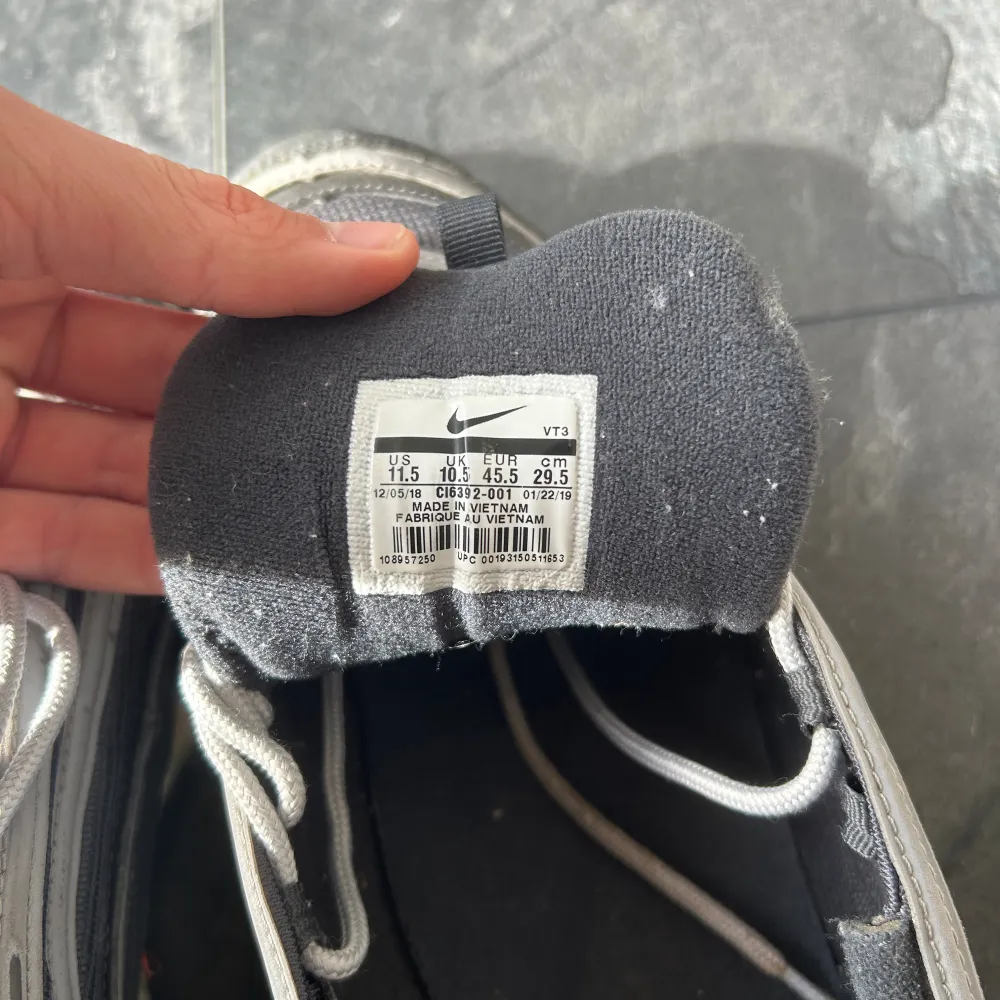 VT3
US UK EUR cm
11.5 10.5 45.5 29.5
12/05/18 CI6392-001 01/22/19
MADE IN VIETNAM
FABRIQUE AU VIETNAM
108957250 UPC 00193150511653